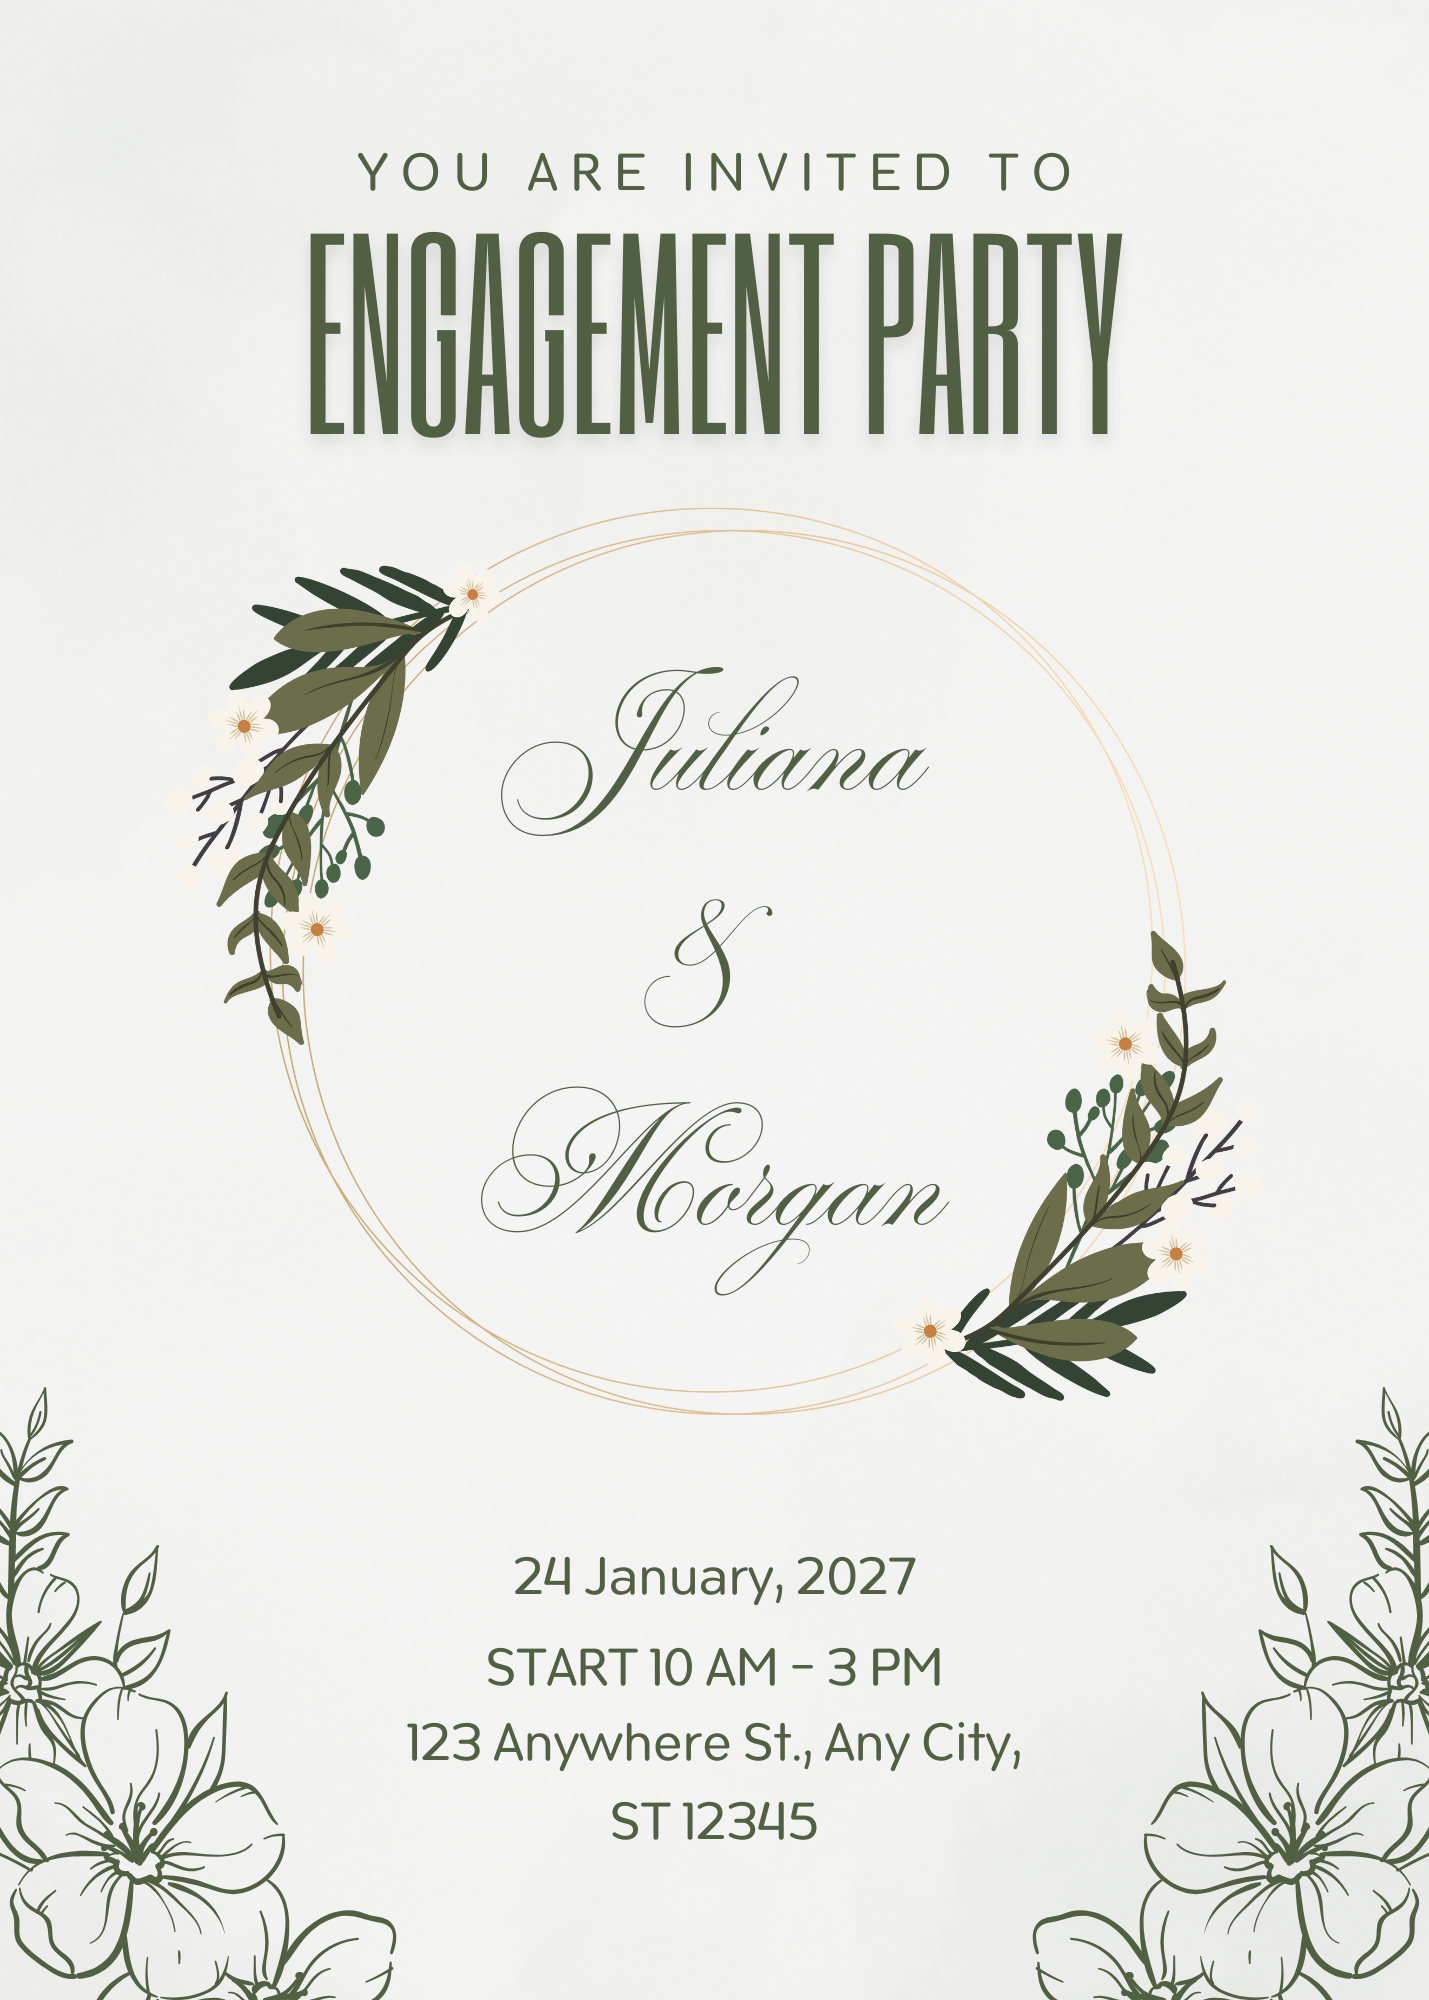 YOU ARE INVITED TO
ENGAGEMENT PARTY
Juliana
&
Morgan
24 January, 2027
START 10 AM - 3 PM
123 Anywhere St., Any City,
ST 12345